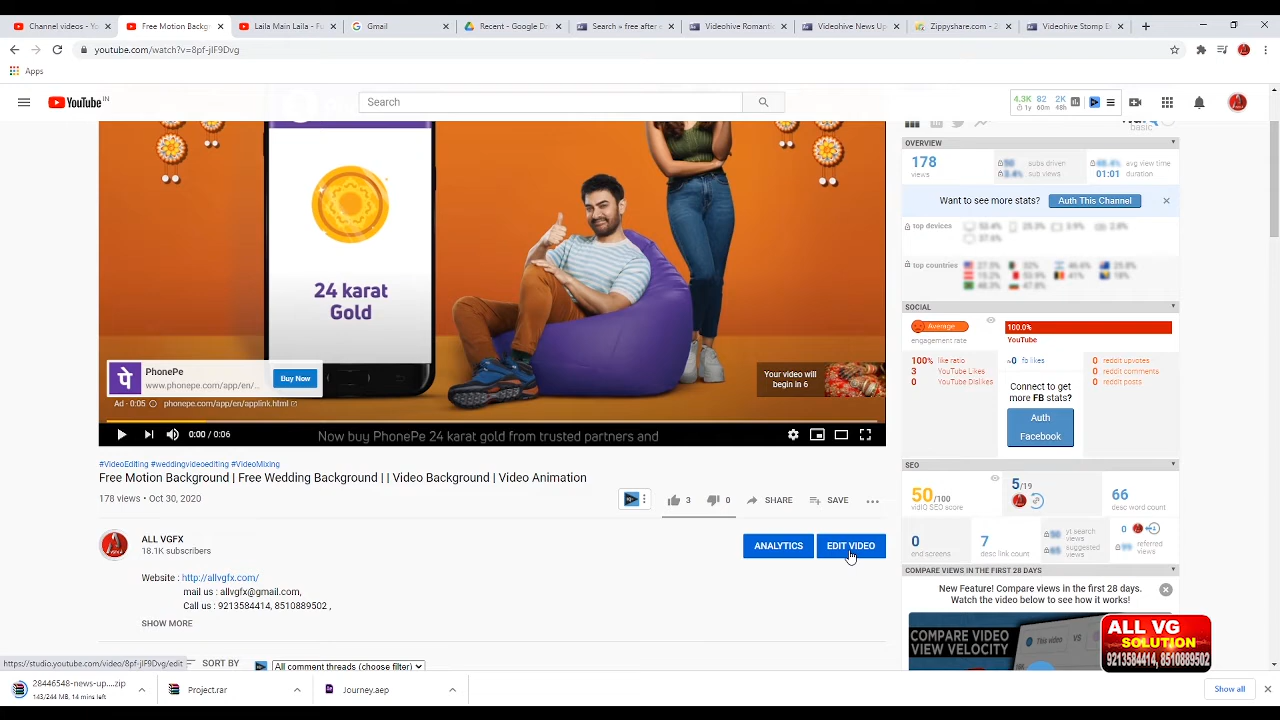 Channel videos - Yo
Free Motion Backg
Laila Main Laila - Fu
Gmail
Recent - Google Dri
Search » free after e
Videohive Romantic
Videohive News Up
Zippyshare.com - 2
Videohive Stomp E
youtube.com/watch?v=8pf-jIF9Dvg
Apps
YouTube IN
Search
4.3K 82 2K
1y 60m 48h
basic
24 karat
Gold
PhonePe
www.phonepe.com/app/en/...
Buy Now
Ad · 0:05 phonepe.com/app/en/applink.html
Your video will
begin in 6
0:00 / 0:06
Now buy PhonePe 24 karat gold from trusted partners and
#VideoEditing #weddingvideoediting #VideoMixing
Free Motion Background | Free Wedding Background | | Video Background | Video Animation
178 views • Oct 30, 2020
3
0
SHARE
SAVE
ALL VGFX
18.1K subscribers
ANALYTICS
EDIT VIDEO
Website : http://allvgfx.com/
mail us : allvgfx@gmail.com,
Call us : 9213584414, 8510889502 ,
SHOW MORE
SORT BY
All comment threads (choose filter)
https://studio.youtube.com/video/8pf-jIF9Dvg/edit
OVERVIEW
178
views
subs driven
sub views
avg view time
01:01 duration
Want to see more stats?
Auth This Channel
top devices
top countries
SOCIAL
Average
engagement rate
100.0%
YouTube
100% like ratio
3 YouTube Likes
0 YouTube Dislikes
0 fb likes
Connect to get
more FB stats?
Auth
Facebook
0 reddit upvotes
0 reddit comments
0 reddit posts
SEO
50/100
vidIQ SEO score
5/19
66
desc word count
0
end screens
7
desc link count
yt search
views
suggested
views
0
referred
views
COMPARE VIEWS IN THE FIRST 28 DAYS
New Feature! Compare views in the first 28 days.
Watch the video below to see how it works!
COMPARE VIDEO
VIEW VELOCITY
This video
VS
ALL VG
SOLUTION
9213584414, 8510889502
28446548-news-up....zip
143/244 MB, 14 mins left
Project.rar
Journey.aep
Show all